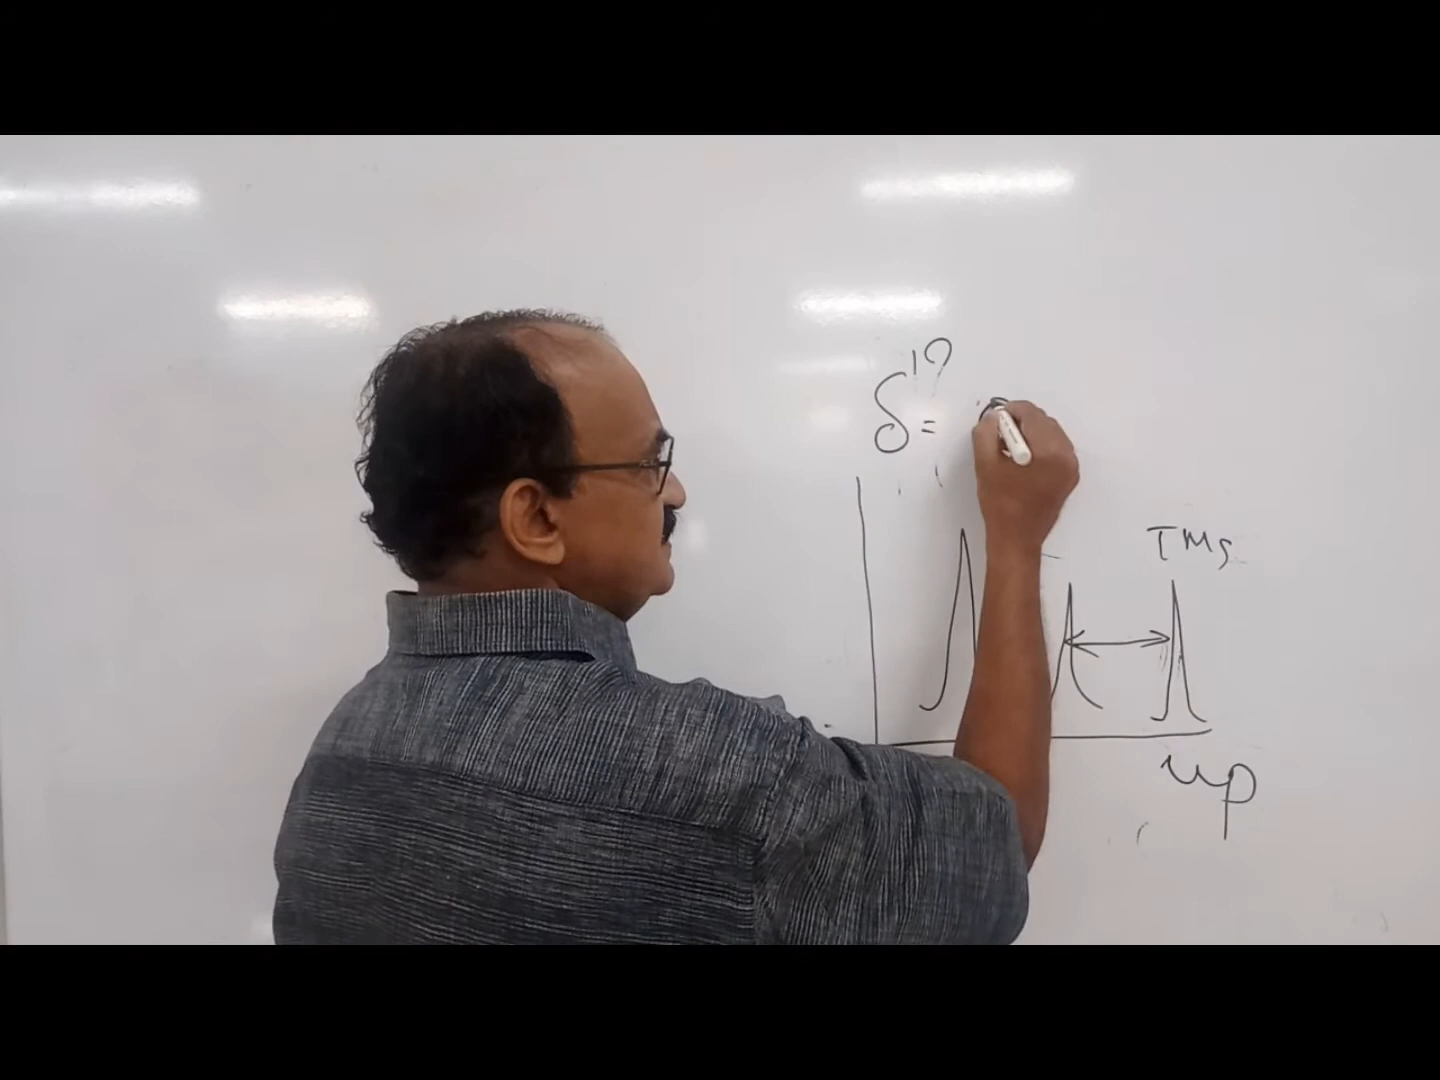 δ =
TMS
up